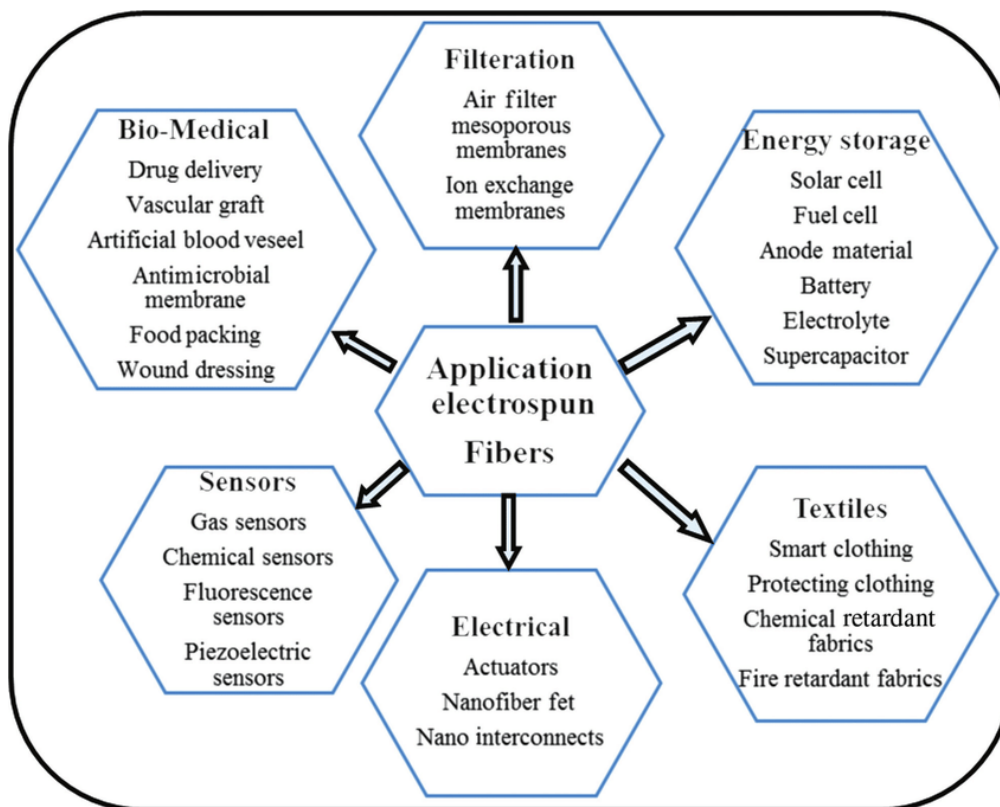 Filteration
Air filter
mesoporous
membranes
Ion exchange
membranes
Bio-Medical
Drug delivery
Vascular graft
Artificial blood veseel
Antimicrobial
membrane
Food packing
Wound dressing
Energy storage
Solar cell
Fuel cell
Anode material
Battery
Electrolyte
Supercapacitor
Application
electrospun
Fibers
Sensors
Gas sensors
Chemical sensors
Fluorescence
sensors
Piezoelectric
sensors
Electrical
Actuators
Nanofiber fet
Nano interconnects
Textiles
Smart clothing
Protecting clothing
Chemical retardant
fabrics
Fire retardant fabrics